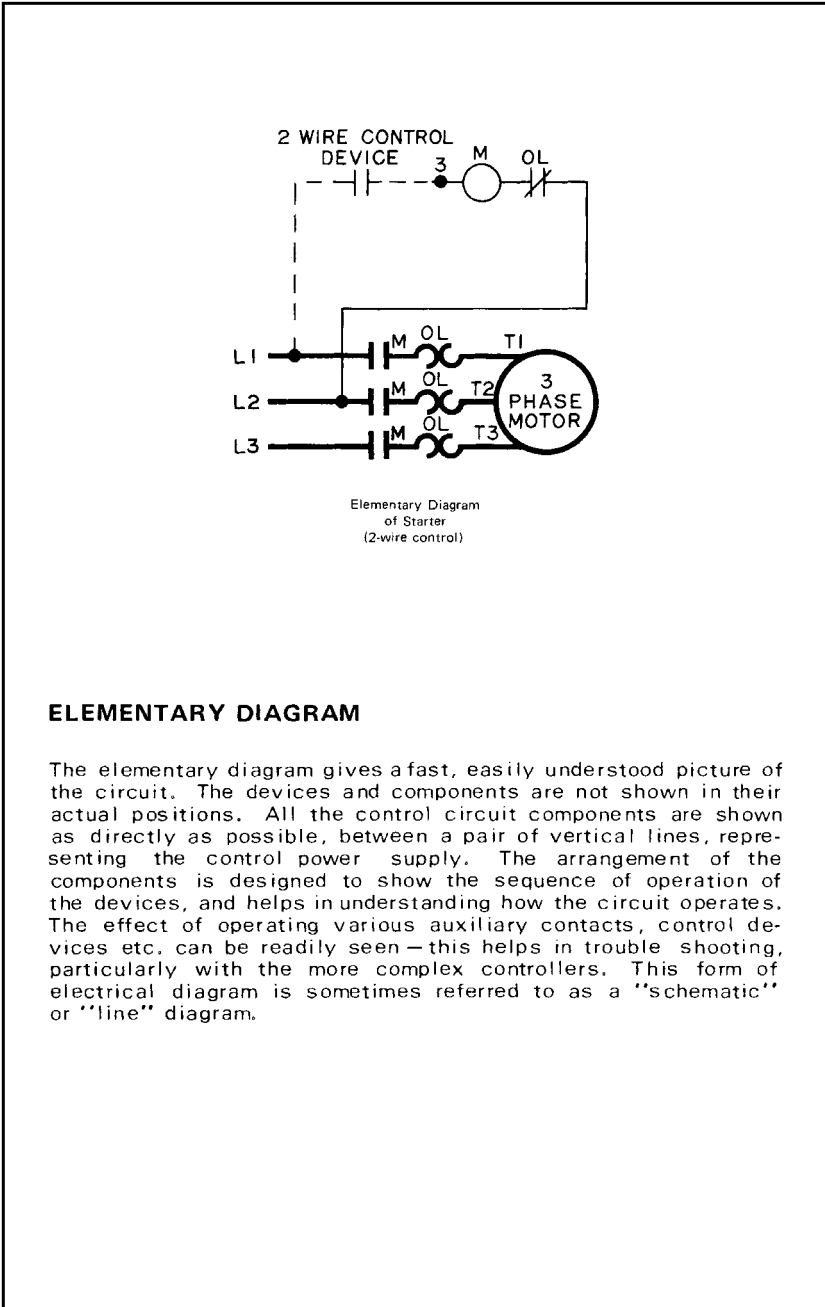 2 WIRE CONTROL
DEVICE
3 M OL
L1 M OL T1
L2 M OL T2
L3 M OL T3
3
PHASE
MOTOR
Elementary Diagram
of Starter
(2-wire control)
ELEMENTARY DIAGRAM
The elementary diagram gives a fast, easily understood picture of
the circuit. The devices and components are not shown in their
actual positions. All the control circuit components are shown
as directly as possible, between a pair of vertical lines, repre-
senting the control power supply. The arrangement of the
components is designed to show the sequence of operation of
the devices, and helps in understanding how the circuit operates.
The effect of operating various auxiliary contacts, control de-
vices etc. can be readily seen — this helps in trouble shooting,
particularly with the more complex controllers. This form of
electrical diagram is sometimes referred to as a ''schematic''
or ''line'' diagram.